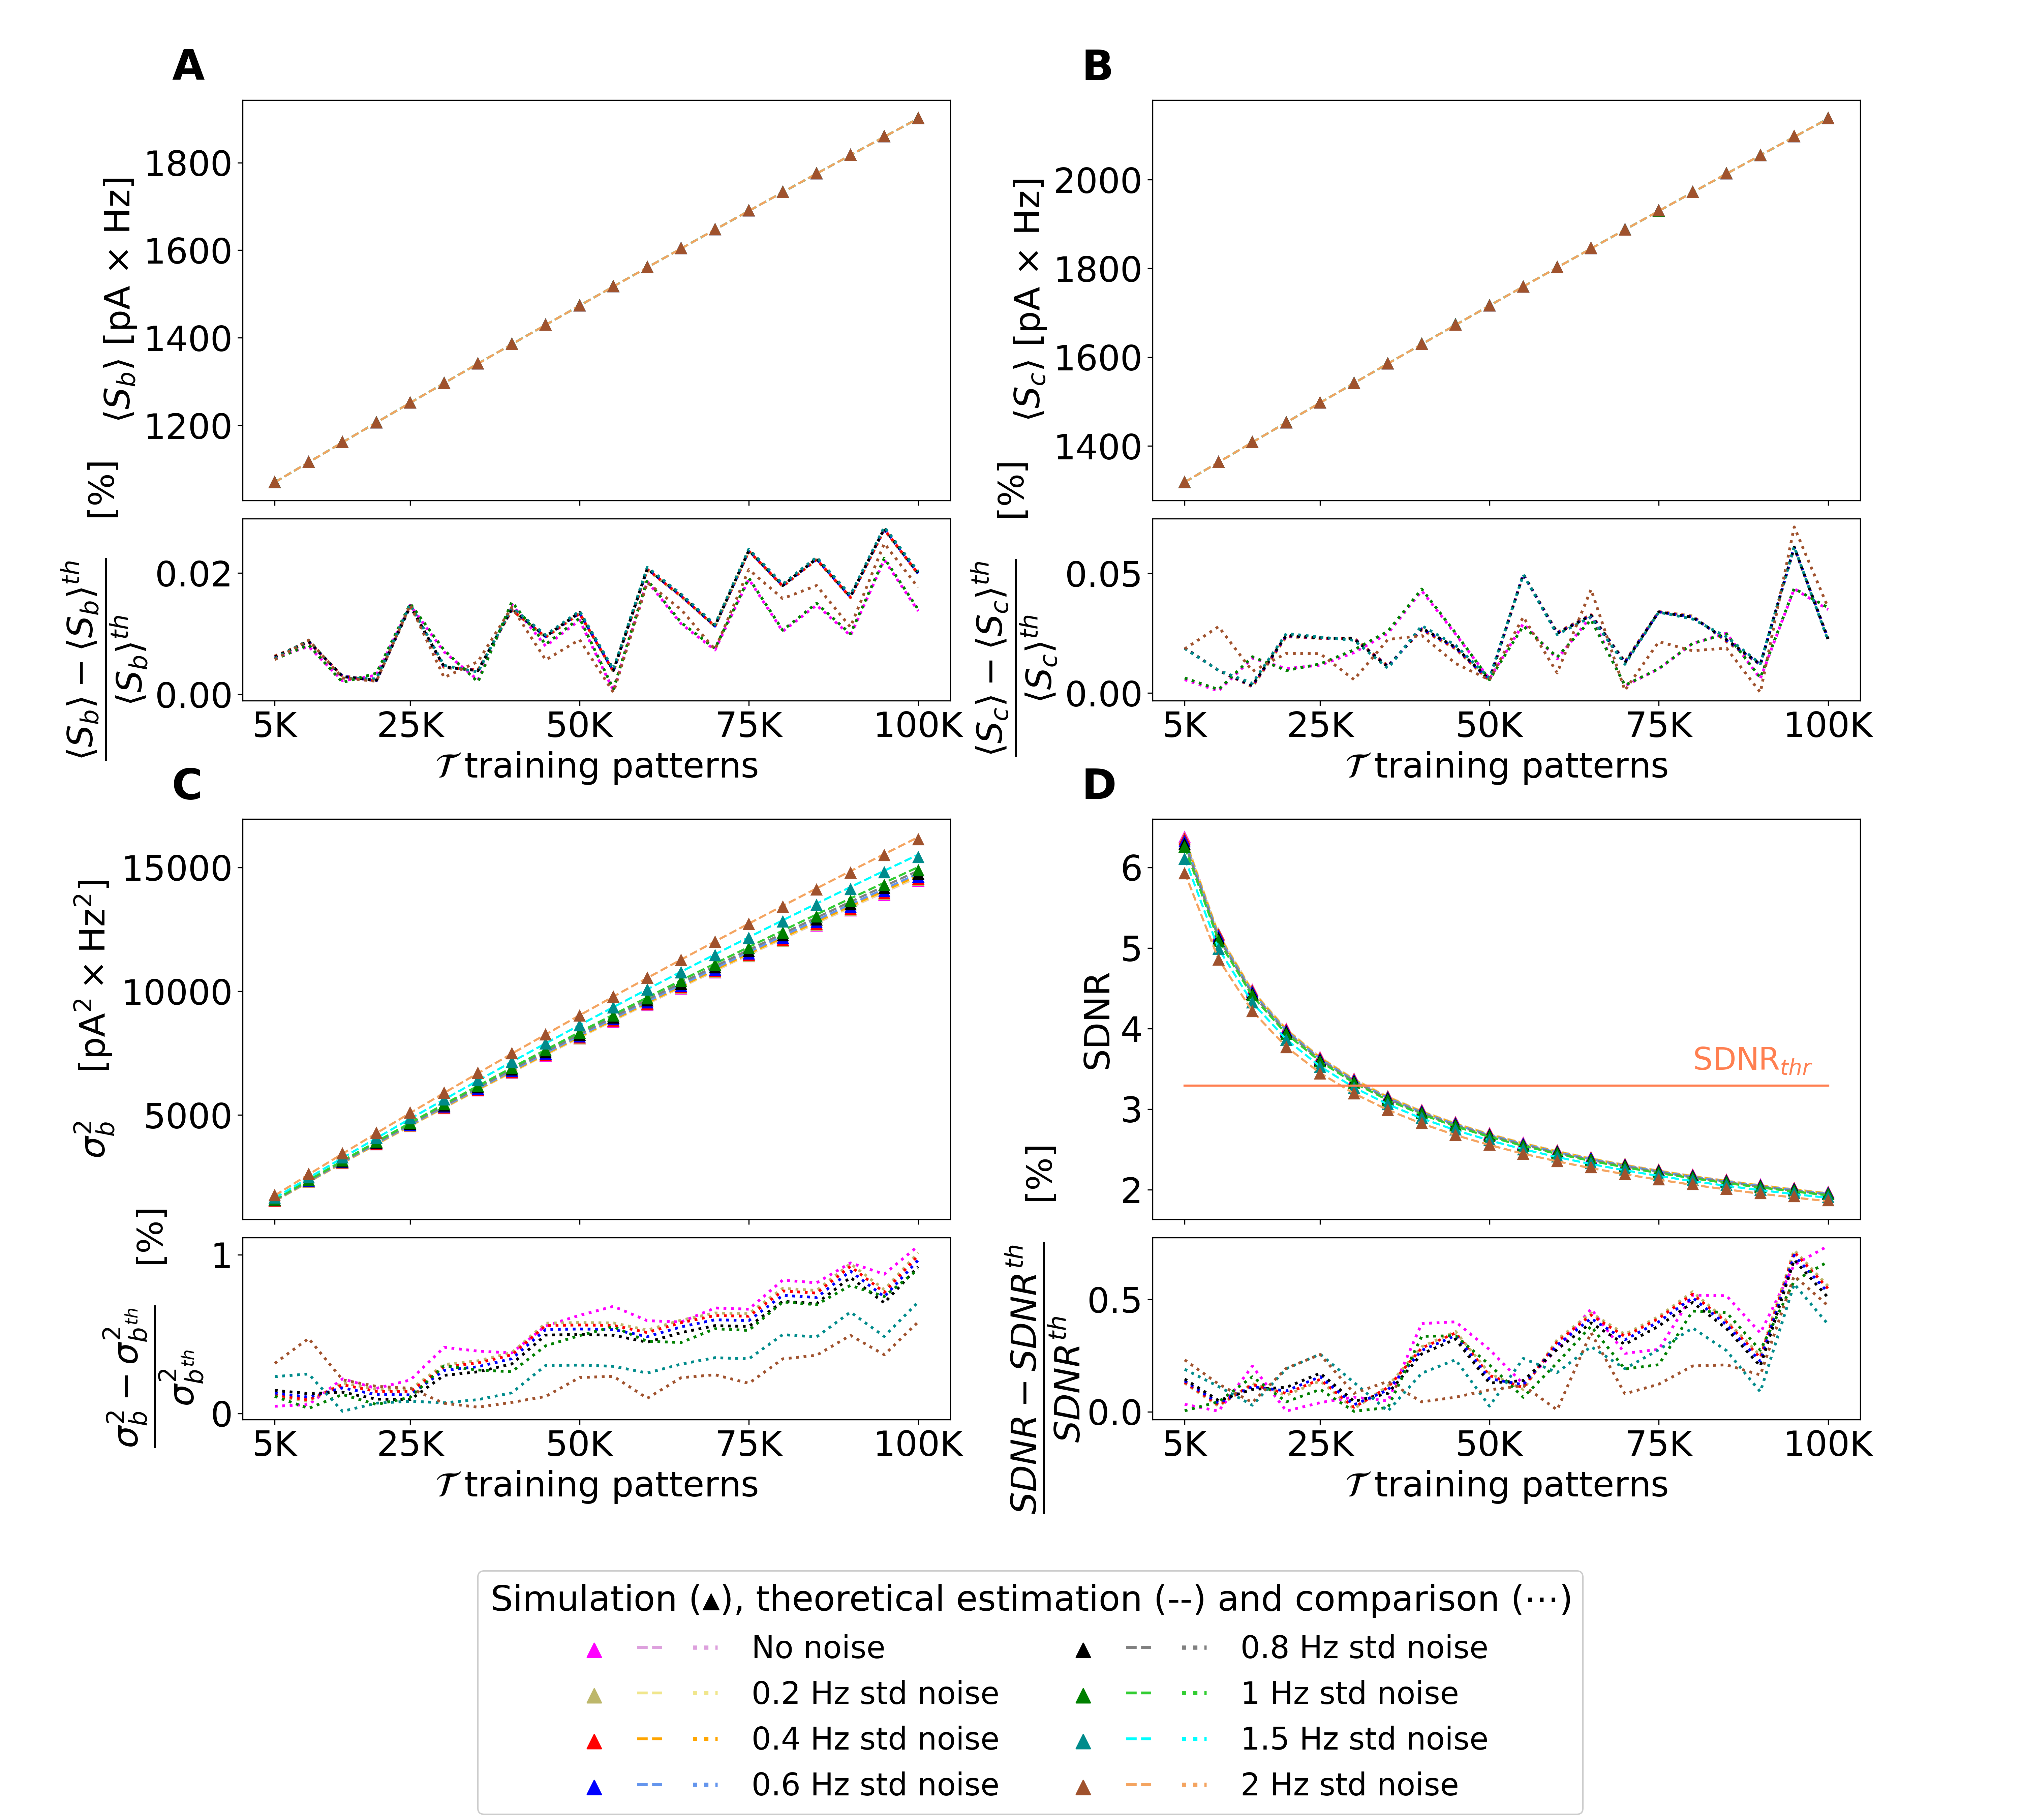 A
⟨S_b⟩ [pA × Hz]
1800
1600
1400
1200
[%]
⟨S_b⟩ − ⟨S_b⟩^th
⟨S_b⟩^th
0.02
0.00
5K 25K 50K 75K 100K
𝒯 training patterns
B
⟨S_c⟩ [pA × Hz]
2000
1800
1600
1400
[%]
⟨S_c⟩ − ⟨S_c⟩^th
⟨S_c⟩^th
0.05
0.00
5K 25K 50K 75K 100K
𝒯 training patterns
C
σ_b^2 [pA² × Hz²]
15000
10000
5000
[%]
σ_b^2 − σ_b^2^th
σ_b^2^th
1
0
5K 25K 50K 75K 100K
𝒯 training patterns
D
SDNR
6
5
4
3
2
SDNR_thr
[%]
SDNR − SDNR^th
SDNR^th
0.5
0.0
5K 25K 50K 75K 100K
𝒯 training patterns
Simulation (▲), theoretical estimation (--) and comparison (⋯)
No noise
0.2 Hz std noise
0.4 Hz std noise
0.6 Hz std noise
0.8 Hz std noise
1 Hz std noise
1.5 Hz std noise
2 Hz std noise